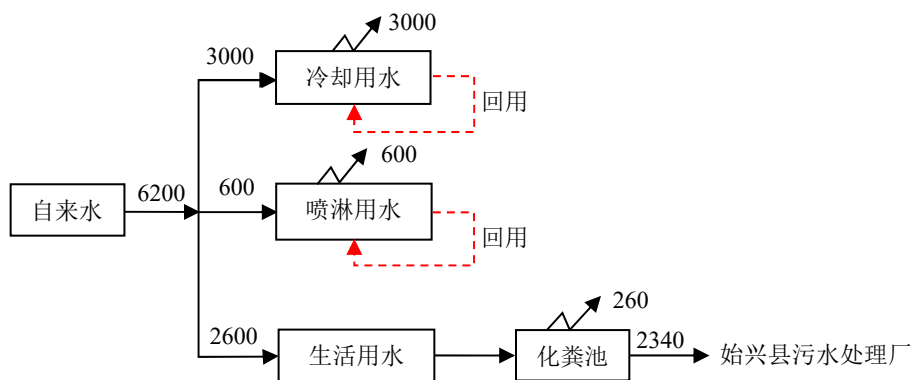 3000
3000
冷却用水
回用
600
自来水
6200
600
喷淋用水
回用
260
2600
生活用水
化粪池
2340
始兴县污水处理厂